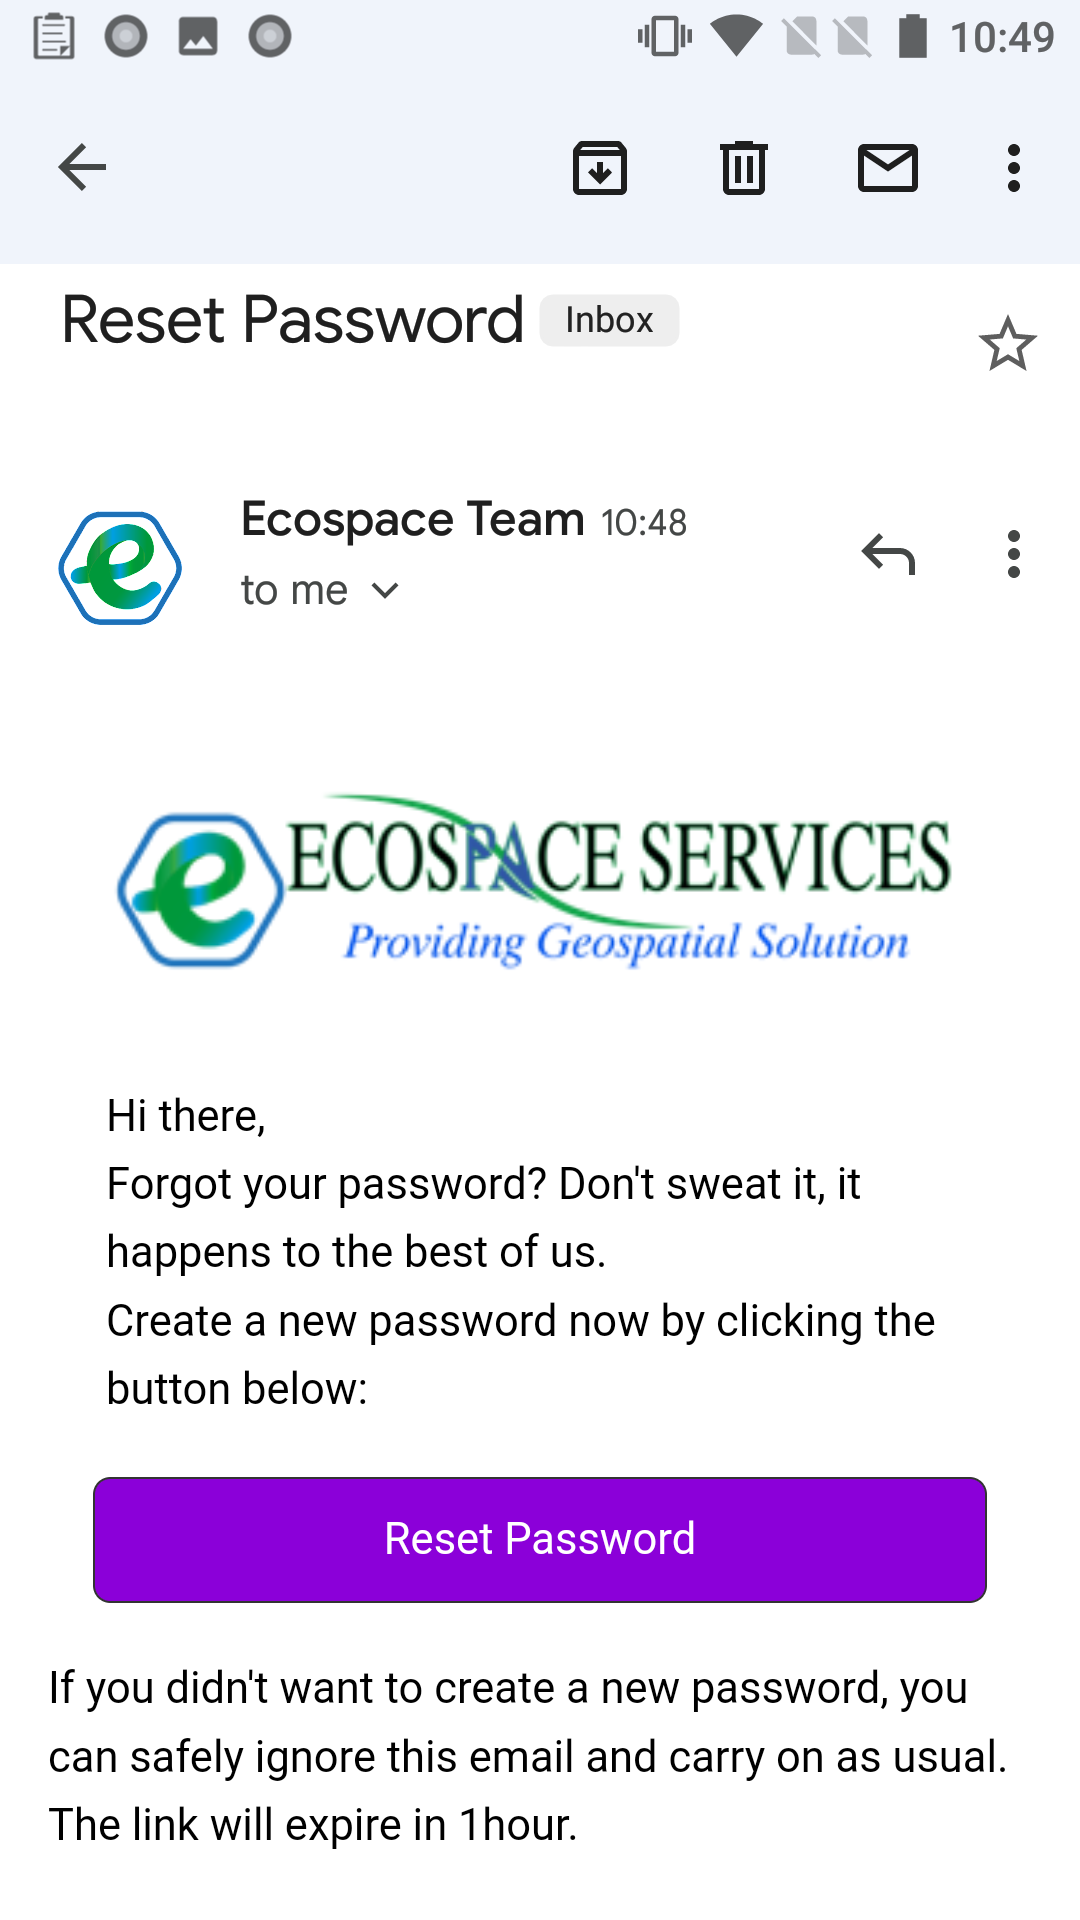 10:49
Reset Password Inbox
Ecospace Team 10:48
to me
ECOSPACE SERVICES
Providing Geospatial Solution
Hi there,
Forgot your password? Don't sweat it, it
happens to the best of us.
Create a new password now by clicking the
button below:
Reset Password
If you didn't want to create a new password, you
can safely ignore this email and carry on as usual.
The link will expire in 1hour.